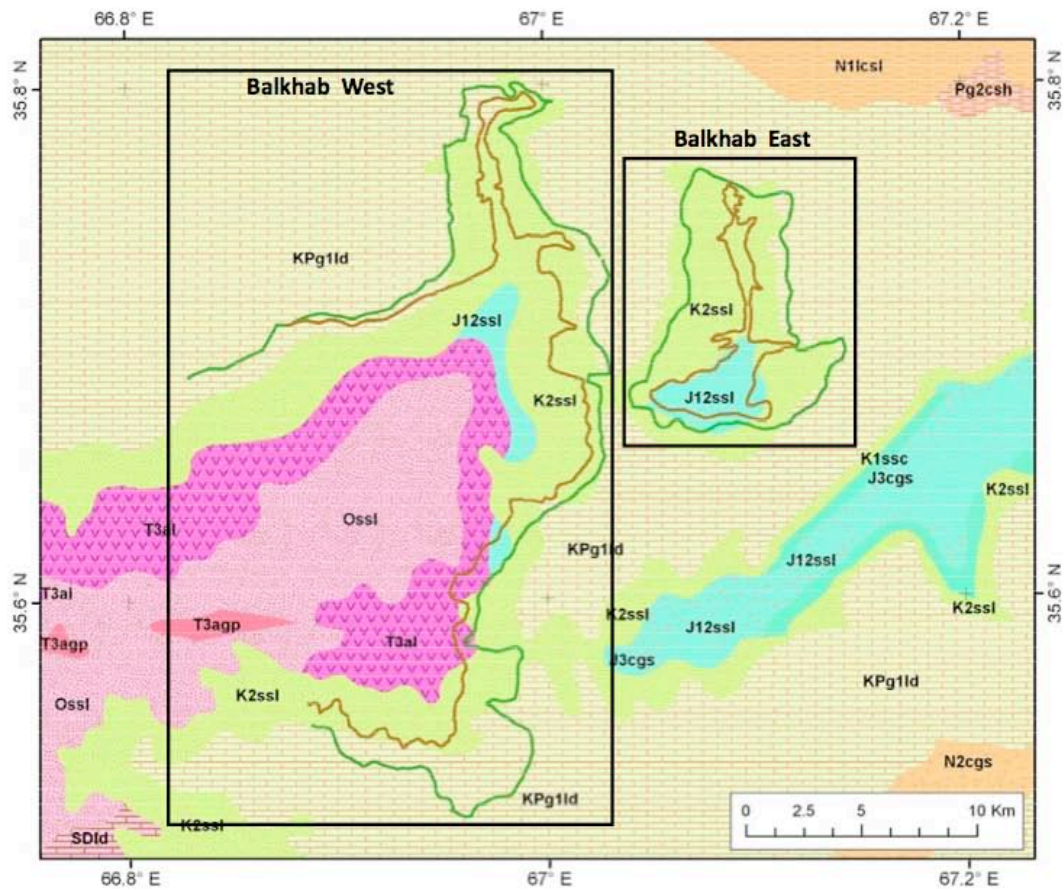 66.8° E
67° E
67.2° E
35.8° N
35.8° N
Balkhab West
N1lcsl
Pg2csh
Balkhab East
KPg1ld
K2ssl
J12ssl
K2ssl
J12ssl
K1ssc
J3cgs
K2ssl
T3al
Ossl
KPg1ld
J12ssl
35.6° N
T3al
K2ssl
K2ssl
35.6° N
T3agp
J12ssl
T3agp
T3al
J3cgs
KPg1ld
Ossl
K2ssl
N2cgs
KPg1ld
0 2.5 5 10 Km
K2ssl
SDld
66.8° E
67° E
67.2° E